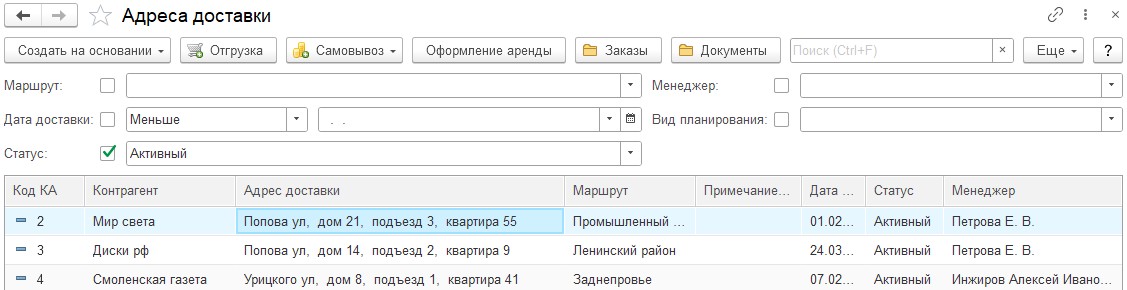 Адреса доставки
Создать на основании Отгрузка Самовывоз Оформление аренды Заказы Документы Поиск (Ctrl+F) × Еще ?
Маршрут: Менеджер:
Дата доставки: Меньше . . Вид планирования:
Статус: Активный
Код КА Контрагент Адрес доставки Маршрут Примечание... Дата ... Статус Менеджер
2 Мир света Попова ул, дом 21, подъезд 3, квартира 55 Промышленный ... 01.02... Активный Петрова Е. В.
3 Диски рф Попова ул, дом 14, подъезд 2, квартира 9 Ленинский район 24.03... Активный Петрова Е. В.
4 Смоленская газета Урицкого ул, дом 8, подъезд 1, квартира 41 Заднепровье 07.02... Активный Инжиров Алексей Ивано...